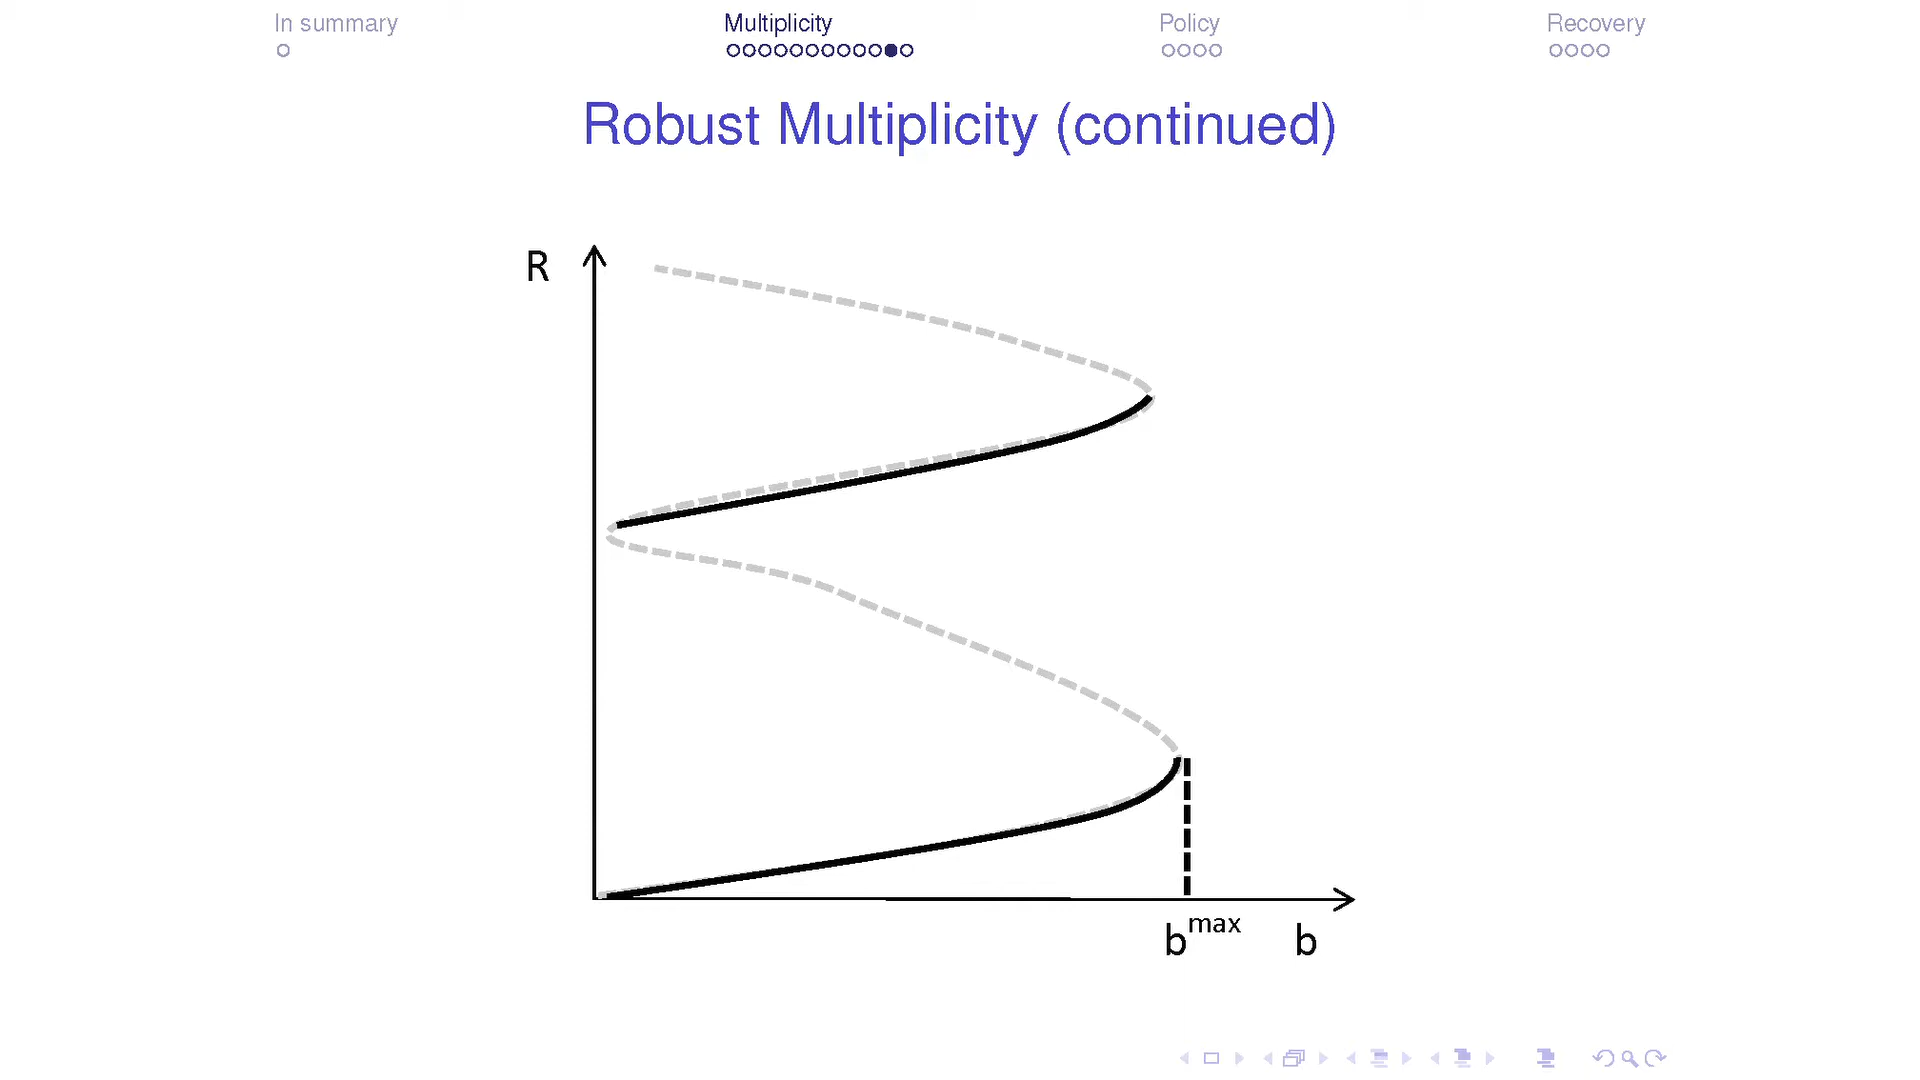 In summary
Multiplicity
Policy
Recovery
Robust Multiplicity (continued)
R
b^max
b